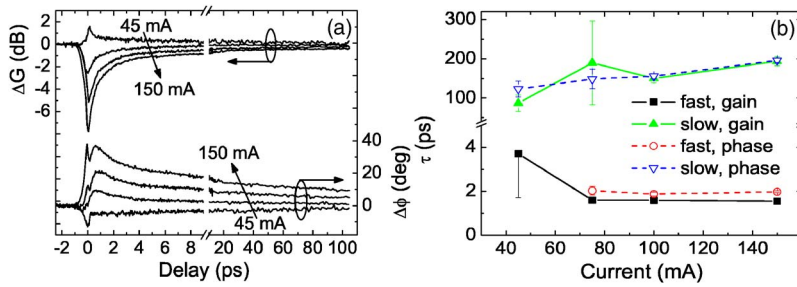 (a)
45 mA
150 mA
ΔG (dB)
2
0
-2
-4
-6
150 mA
45 mA
40
20
0
Δϕ (deg)
-2 0 2 4 6 8 20 40 60 80 100
Delay (ps)
(b)
τ (ps)
300
200
100
4
2
0
fast, gain
slow, gain
fast, phase
slow, phase
40 60 80 100 120 140
Current (mA)